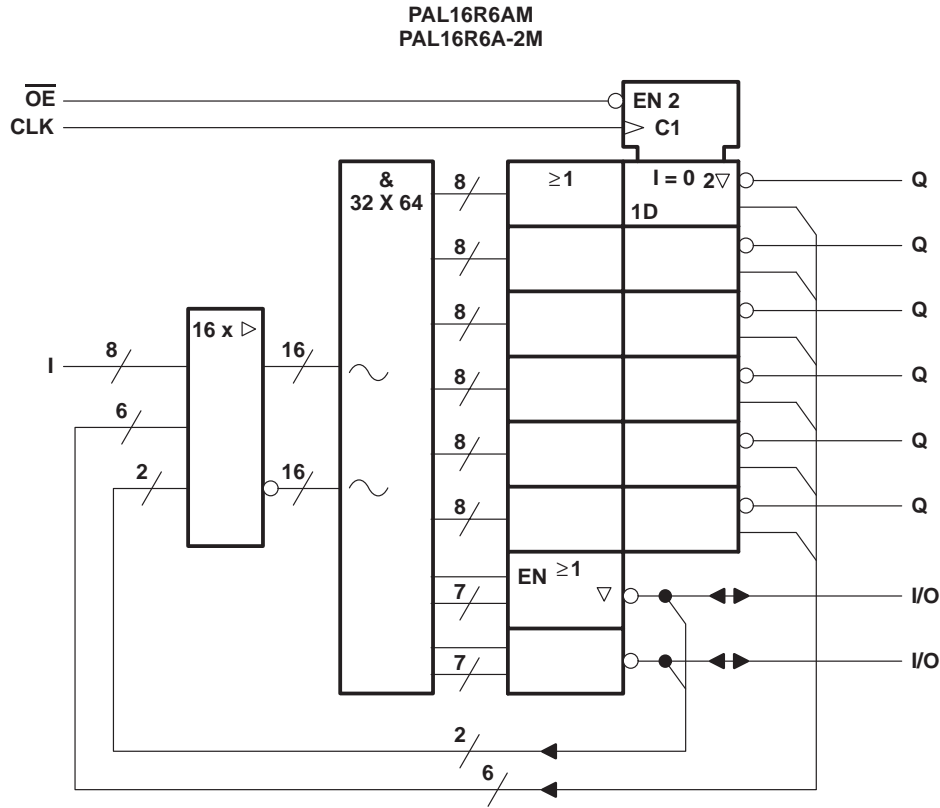 PAL16R6AM
PAL16R6A-2M
OE
EN 2
CLK
C1
&
32 X 64
8
≥1
I = 0 2▽
Q
1D
8
Q
8
Q
16 x ▷
I
8
16
8
Q
6
8
Q
2
16
8
Q
EN ≥1
▽
7
I/O
7
I/O
2
6